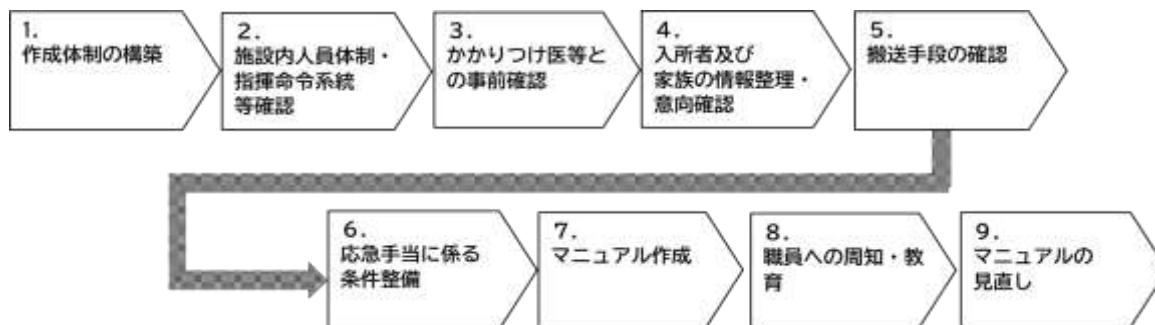 1.
作成体制の構築
2.
施設内人員体制・
指揮命令系統
等確認
3.
かかりつけ医等と
の事前確認
4.
入所者及び
家族の情報整理・
意向確認
5.
搬送手段の確認
6.
応急手当に係る
条件整備
7.
マニュアル作成
8.
職員への周知・教
育
9.
マニュアルの
見直し